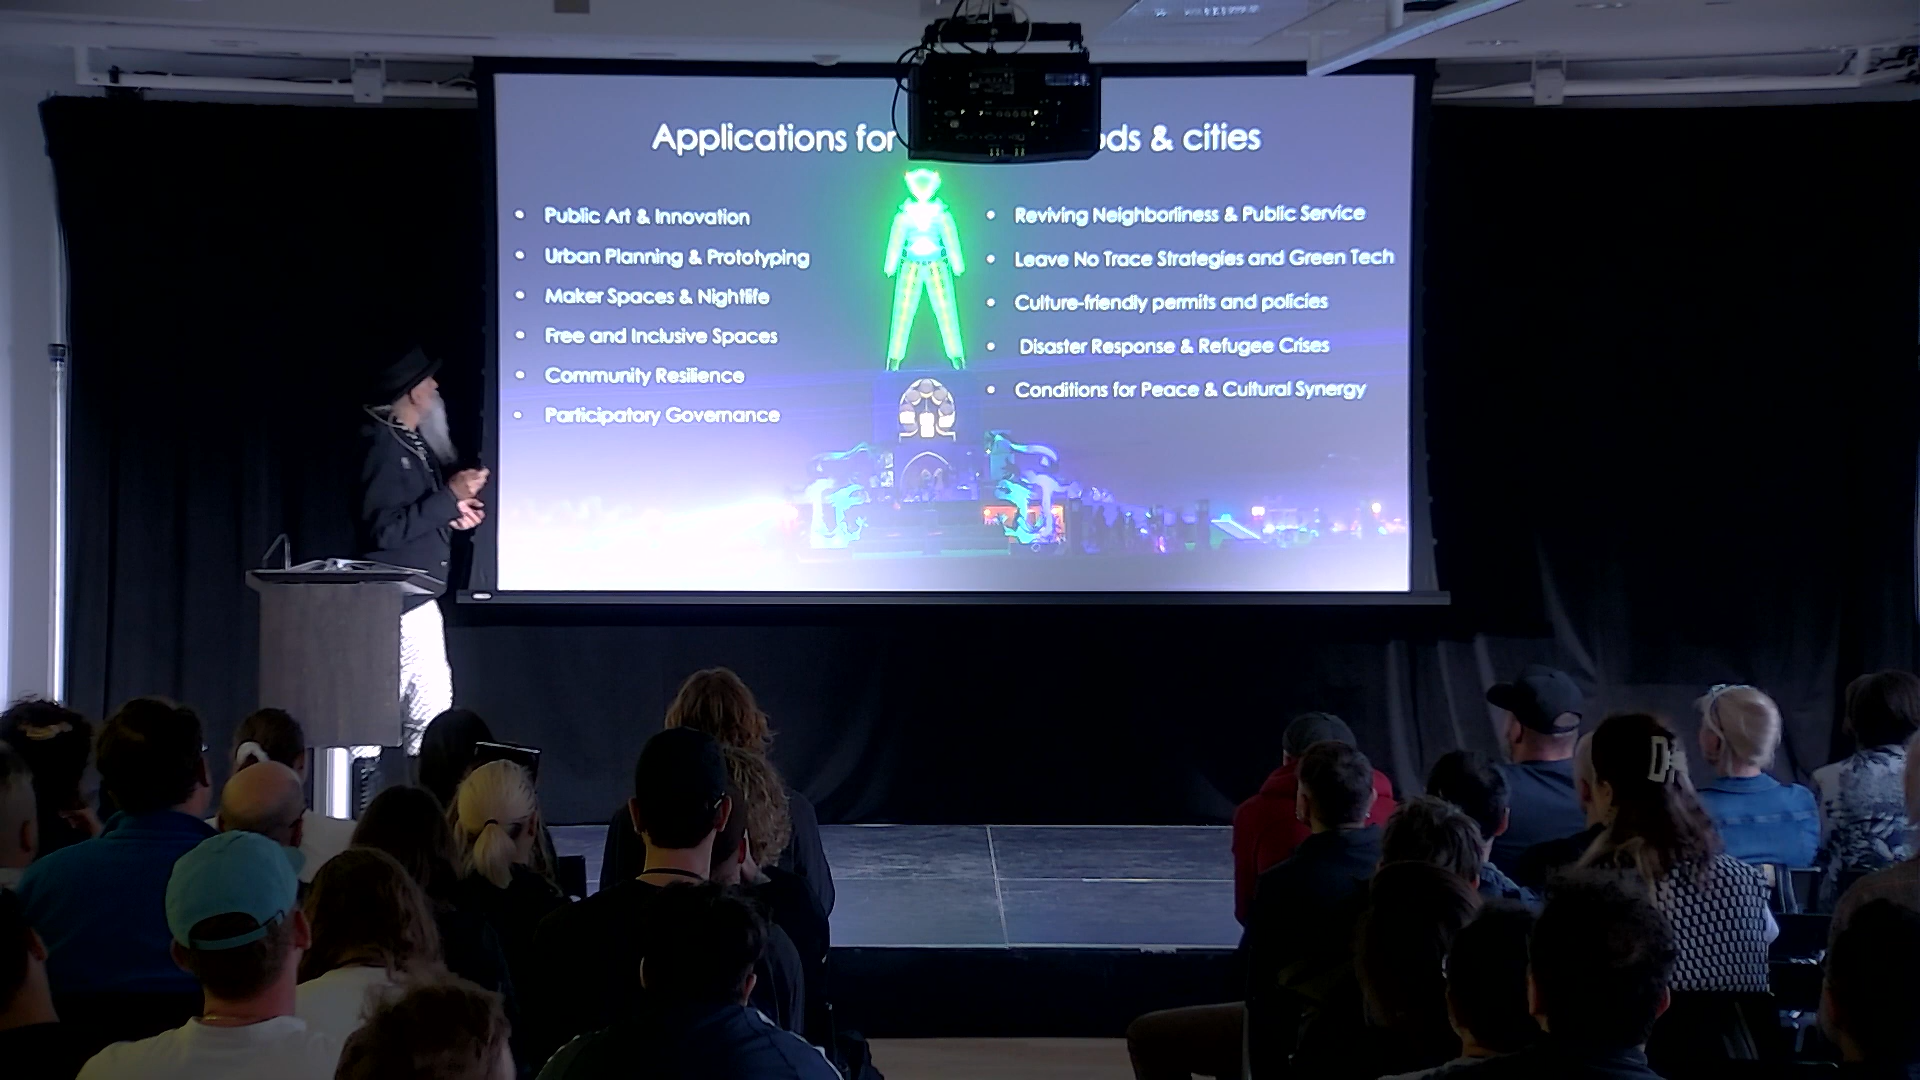 Applications for ods & cities
Public Art & Innovation
Urban Planning & Prototyping
Maker Spaces & Nightlife
Free and Inclusive Spaces
Community Resilience
Participatory Governance
Reviving Neighborliness & Public Service
Leave No Trace Strategies and Green Tech
Culture-friendly permits and policies
Disaster Response & Refugee Crises
Conditions for Peace & Cultural Synergy